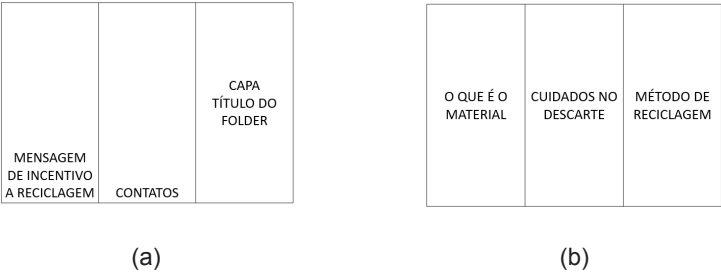 MENSAGEM
DE INCENTIVO
A RECICLAGEM
CONTATOS
CAPA
TÍTULO DO
FOLDER
(a)
O QUE É O
MATERIAL
CUIDADOS NO
DESCARTE
MÉTODO DE
RECICLAGEM
(b)